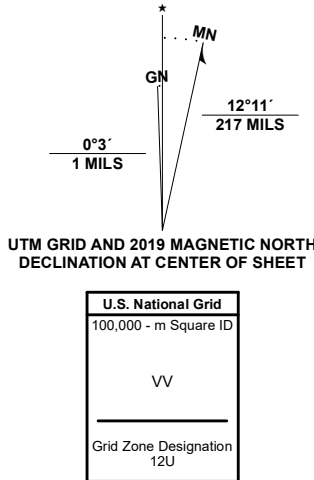 ★
MN
GN
0°3´
1 MILS
12°11´
217 MILS
UTM GRID AND 2019 MAGNETIC NORTH
DECLINATION AT CENTER OF SHEET
U.S. National Grid
100,000 - m Square ID
VV
Grid Zone Designation
12U